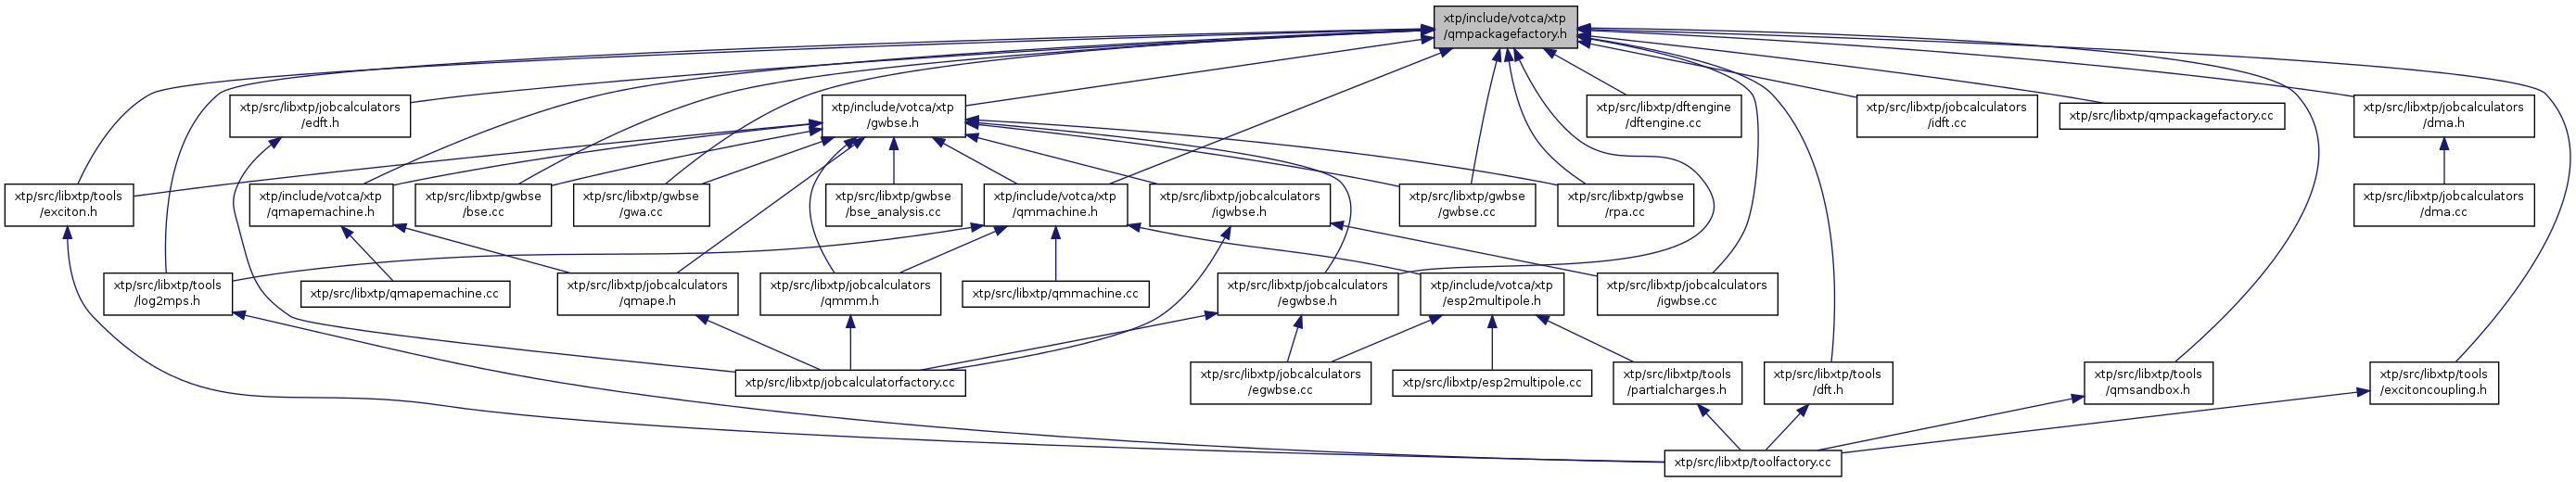 xtp/include/votca/xtp
/qmpackagefactory.h
xtp/src/libxtp/jobcalculators
/edft.h
xtp/include/votca/xtp
/gwbse.h
xtp/src/libxtp/dftengine
/dftengine.cc
xtp/src/libxtp/jobcalculators
/idft.cc
xtp/src/libxtp/qmpackagefactory.cc
xtp/src/libxtp/jobcalculators
/dma.h
xtp/src/libxtp/tools
/exciton.h
xtp/include/votca/xtp
/qmapemachine.h
xtp/src/libxtp/gwbse
/bse.cc
xtp/src/libxtp/gwbse
/gwa.cc
xtp/src/libxtp/gwbse
/bse_analysis.cc
xtp/include/votca/xtp
/qmmachine.h
xtp/src/libxtp/jobcalculators
/igwbse.h
xtp/src/libxtp/gwbse
/gwbse.cc
xtp/src/libxtp/gwbse
/rpa.cc
xtp/src/libxtp/jobcalculators
/dma.cc
xtp/src/libxtp/tools
/log2mps.h
xtp/src/libxtp/qmapemachine.cc
xtp/src/libxtp/jobcalculators
/qmape.h
xtp/src/libxtp/jobcalculators
/qmmm.h
xtp/src/libxtp/qmmachine.cc
xtp/src/libxtp/jobcalculators
/egwbse.h
xtp/include/votca/xtp
/esp2multipole.h
xtp/src/libxtp/jobcalculators
/igwbse.cc
xtp/src/libxtp/jobcalculatorfactory.cc
xtp/src/libxtp/jobcalculators
/egwbse.cc
xtp/src/libxtp/esp2multipole.cc
xtp/src/libxtp/tools
/partialcharges.h
xtp/src/libxtp/tools
/dft.h
xtp/src/libxtp/tools
/qmsandbox.h
xtp/src/libxtp/tools
/excitoncoupling.h
xtp/src/libxtp/toolfactory.cc